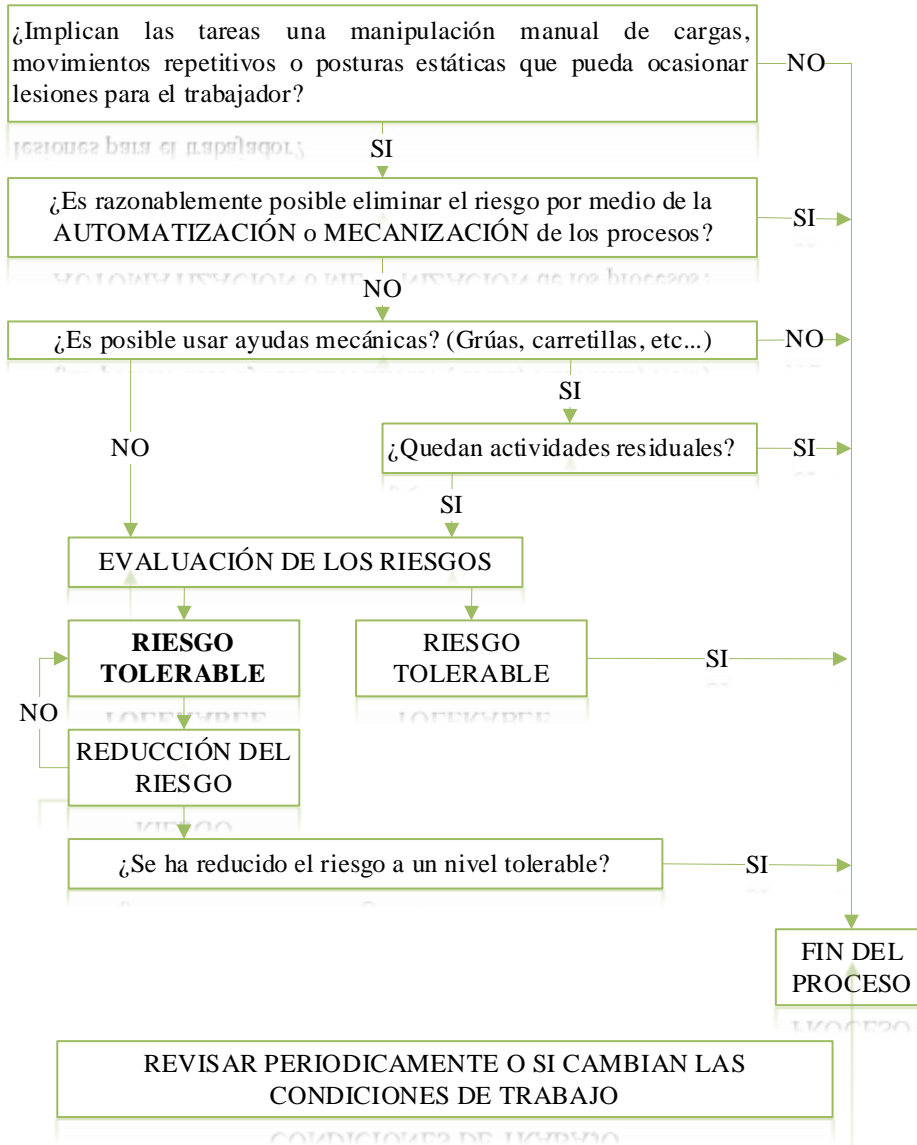 ¿Implican las tareas una manipulación manual de cargas,
movimientos repetitivos o posturas estáticas que pueda ocasionar
lesiones para el trabajador?
NO
SI
¿Es razonablemente posible eliminar el riesgo por medio de la
AUTOMATIZACIÓN o MECANIZACIÓN de los procesos?
SI
NO
¿Es posible usar ayudas mecánicas? (Grúas, carretillas, etc...)
NO
SI
NO
¿Quedan actividades residuales?
SI
SI
EVALUACIÓN DE LOS RIESGOS
RIESGO
TOLERABLE
RIESGO
TOLERABLE
SI
NO
REDUCCIÓN DEL
RIESGO
¿Se ha reducido el riesgo a un nivel tolerable?
SI
FIN DEL
PROCESO
REVISAR PERIODICAMENTE O SI CAMBIAN LAS
CONDICIONES DE TRABAJO